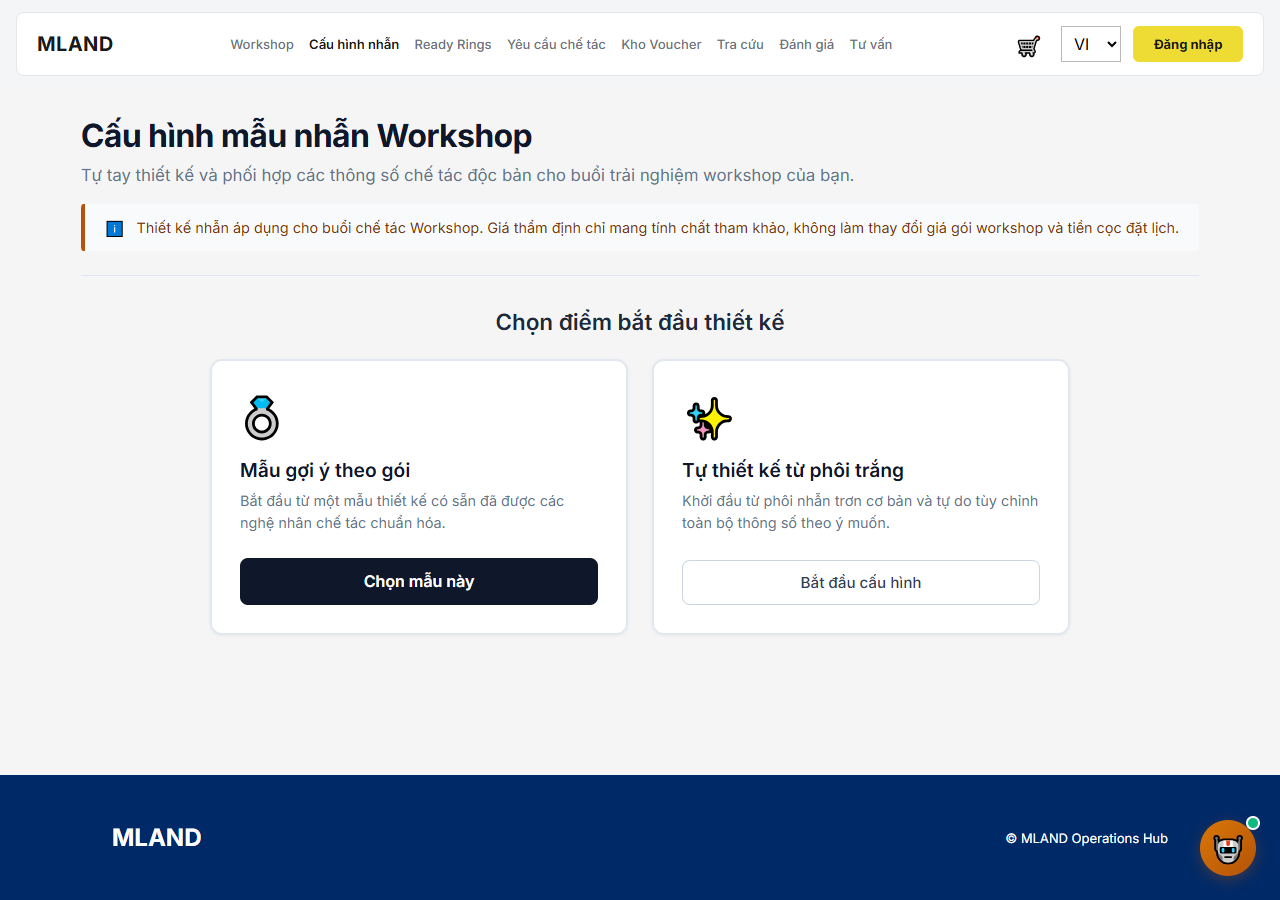 MLAND
Workshop Cấu hình nhẫn Ready Rings Yêu cầu chế tác Kho Voucher Tra cứu Đánh giá Tư vấn
VI
Đăng nhập
Cấu hình mẫu nhẫn Workshop
Tự tay thiết kế và phối hợp các thông số chế tác độc bản cho buổi trải nghiệm workshop của bạn.
i Thiết kế nhẫn áp dụng cho buổi chế tác Workshop. Giá thẩm định chỉ mang tính chất tham khảo, không làm thay đổi giá gói workshop và tiền cọc đặt lịch.
Chọn điểm bắt đầu thiết kế
Mẫu gợi ý theo gói
Bắt đầu từ một mẫu thiết kế có sẵn đã được các
nghệ nhân chế tác chuẩn hóa.
Chọn mẫu này
Tự thiết kế từ phôi trắng
Khởi đầu từ phôi nhẫn trơn cơ bản và tự do tùy chỉnh
toàn bộ thông số theo ý muốn.
Bắt đầu cấu hình
MLAND
© MLAND Operations Hub